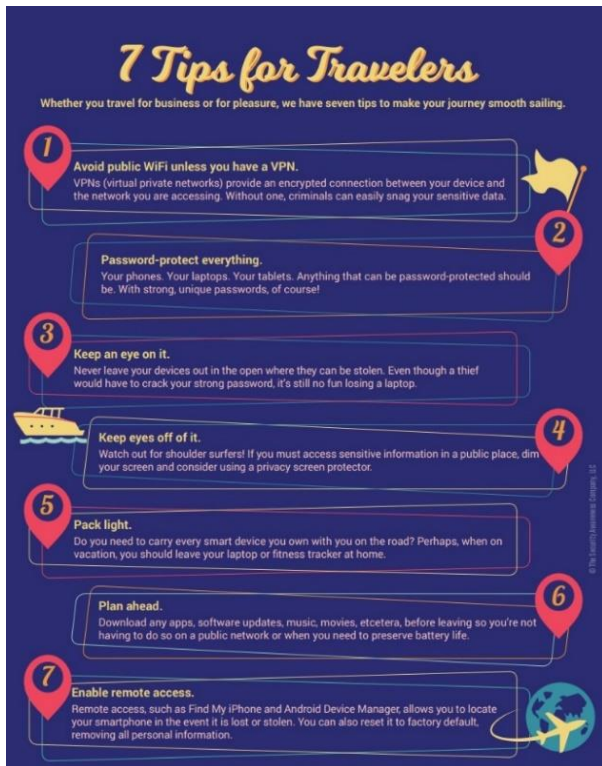 7 Tips for Travelers
Whether you travel for business or for pleasure, we have seven tips to make your journey smooth sailing.
1
Avoid public WiFi unless you have a VPN.
VPNs (virtual private networks) provide an encrypted connection between your device and
the network you are accessing. Without one, criminals can easily snag your sensitive data.
2
Password-protect everything.
Your phones. Your laptops. Your tablets. Anything that can be password-protected should
be. With strong, unique passwords, of course!
3
Keep an eye on it.
Never leave your devices out in the open where they can be stolen. Even though a thief
would have to crack your strong password, it's still no fun losing a laptop.
4
Keep eyes off of it.
Watch out for shoulder surfers! If you must access sensitive information in a public place, dim
your screen and consider using a privacy screen protector.
5
Pack light.
Do you need to carry every smart device you own with you on the road? Perhaps, when on
vacation, you should leave your laptop or fitness tracker at home.
6
Plan ahead.
Download any apps, software updates, music, movies, etcetera, before leaving so you're not
having to do so on a public network or when you need to preserve battery life.
7
Enable remote access.
Remote access, such as Find My iPhone and Android Device Manager, allows you to locate
your smartphone in the event it is lost or stolen. You can also reset it to factory default,
removing all personal information.
© The Security Awareness Company, LLC